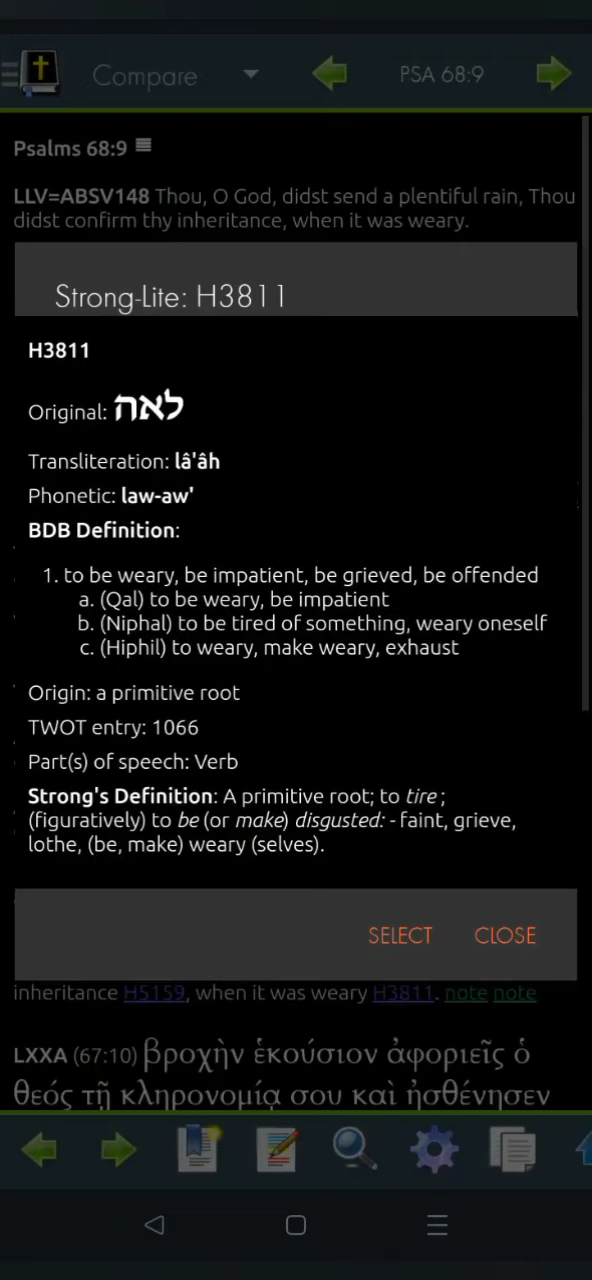 Compare PSA 68:9
Psalms 68:9
LLV=ABSV148 Thou, O God, didst send a plentiful rain, Thou
didst confirm thy inheritance, when it was weary.
Strong-Lite: H3811
H3811
Original: לאה
Transliteration: lâ'âh
Phonetic: law-aw'
BDB Definition:
1. to be weary, be impatient, be grieved, be offended
a. (Qal) to be weary, be impatient
b. (Niphal) to be tired of something, weary oneself
c. (Hiphil) to weary, make weary, exhaust
Origin: a primitive root
TWOT entry: 1066
Part(s) of speech: Verb
Strong's Definition: A primitive root; to tire ;
(figuratively) to be (or make) disgusted: - faint, grieve,
lothe, (be, make) weary (selves).
SELECT CLOSE
inheritance H5159, when it was weary H3811. note note
LXXA (67:10) βροχὴν ἑκούσιον ἀφοριεῖς ὁ
θεός τῇ κληρονομίᾳ σου καὶ ἠσθένησεν